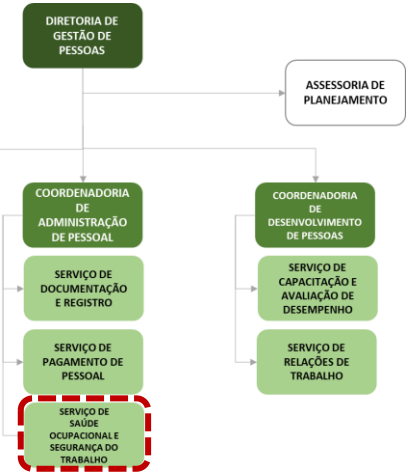 DIRETORIA DE
GESTÃO DE
PESSOAS
ASSESSORIA DE
PLANEJAMENTO
COORDENADORIA
DE
ADMINISTRAÇÃO
DE PESSOAL
COORDENADORIA
DE
DESENVOLVIMENTO
DE PESSOAS
SERVIÇO DE
DOCUMENTAÇÃO
E REGISTRO
SERVIÇO DE
CAPACITAÇÃO E
AVALIAÇÃO DE
DESEMPENHO
SERVIÇO DE
PAGAMENTO DE
PESSOAL
SERVIÇO DE
RELAÇÕES DE
TRABALHO
SERVIÇO DE
SAÚDE
OCUPACIONAL E
SEGURANÇA DO
TRABALHO